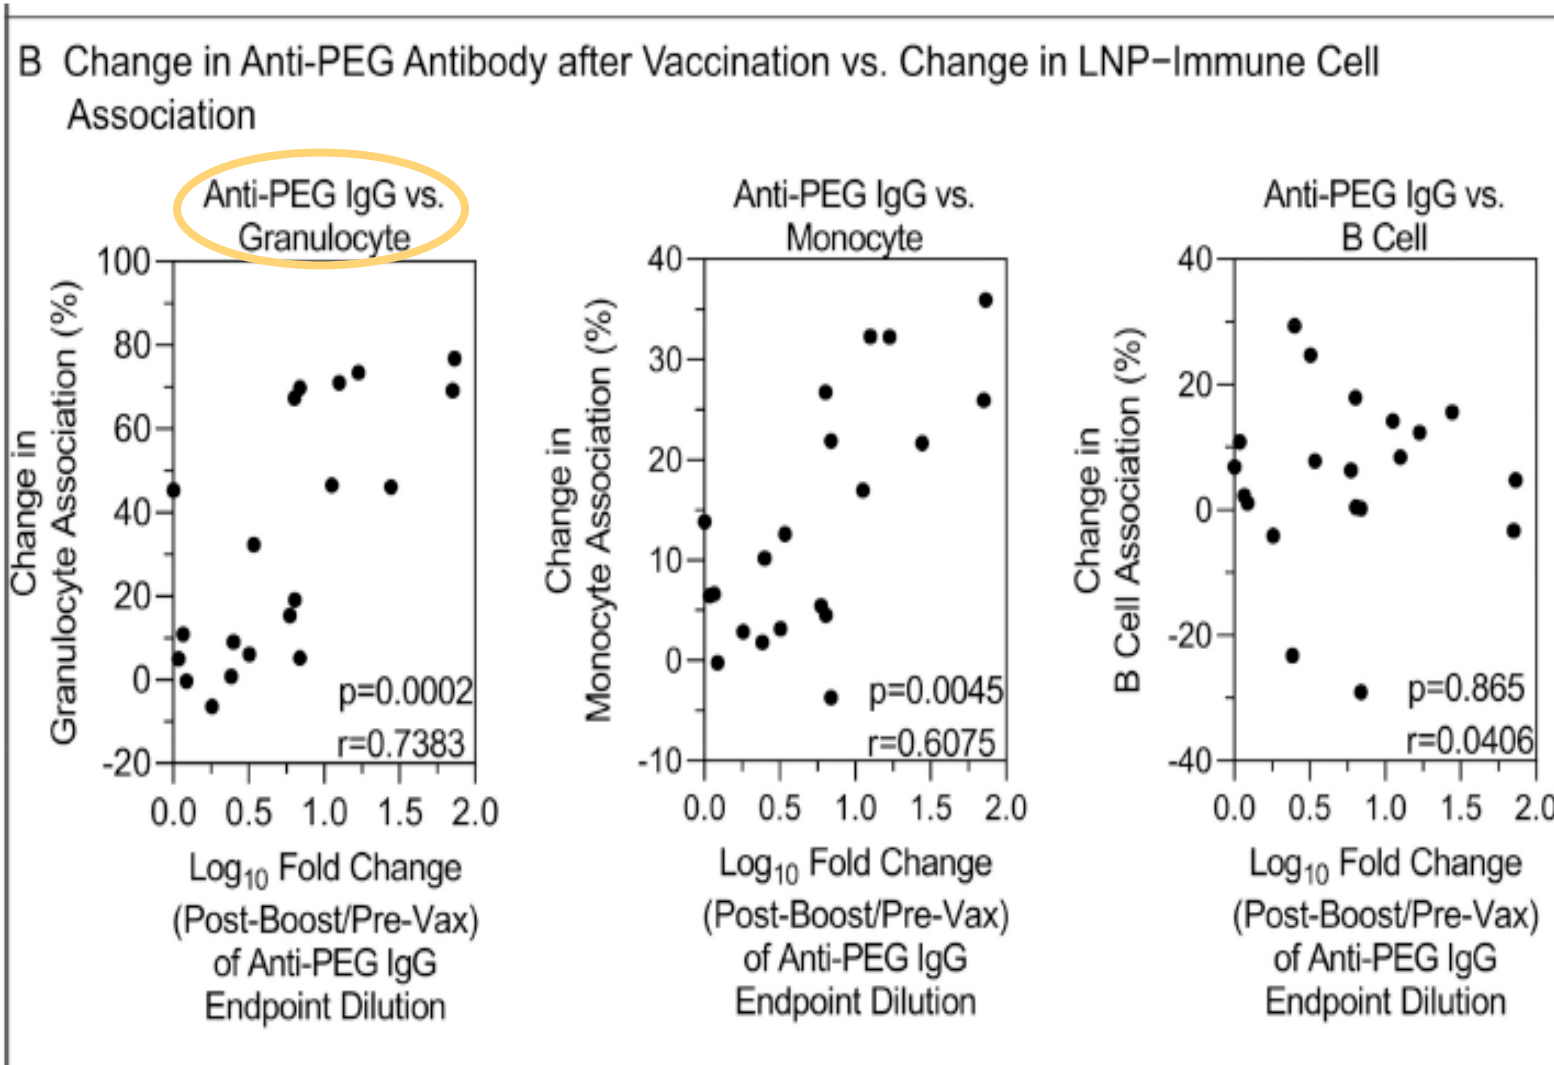 B Change in Anti-PEG Antibody after Vaccination vs. Change in LNP–Immune Cell
Association
Anti-PEG IgG vs.
Granulocyte
Change in
Granulocyte Association (%)
100
80
60
40
20
0
-20
p=0.0002
r=0.7383
0.0 0.5 1.0 1.5 2.0
Log₁₀ Fold Change
(Post-Boost/Pre-Vax)
of Anti-PEG IgG
Endpoint Dilution
Anti-PEG IgG vs.
Monocyte
Change in
Monocyte Association (%)
40
30
20
10
0
-10
p=0.0045
r=0.6075
0.0 0.5 1.0 1.5 2.0
Log₁₀ Fold Change
(Post-Boost/Pre-Vax)
of Anti-PEG IgG
Endpoint Dilution
Anti-PEG IgG vs.
B Cell
Change in
B Cell Association (%)
40
20
0
-20
-40
p=0.865
r=0.0406
0.0 0.5 1.0 1.5 2.0
Log₁₀ Fold Change
(Post-Boost/Pre-Vax)
of Anti-PEG IgG
Endpoint Dilution